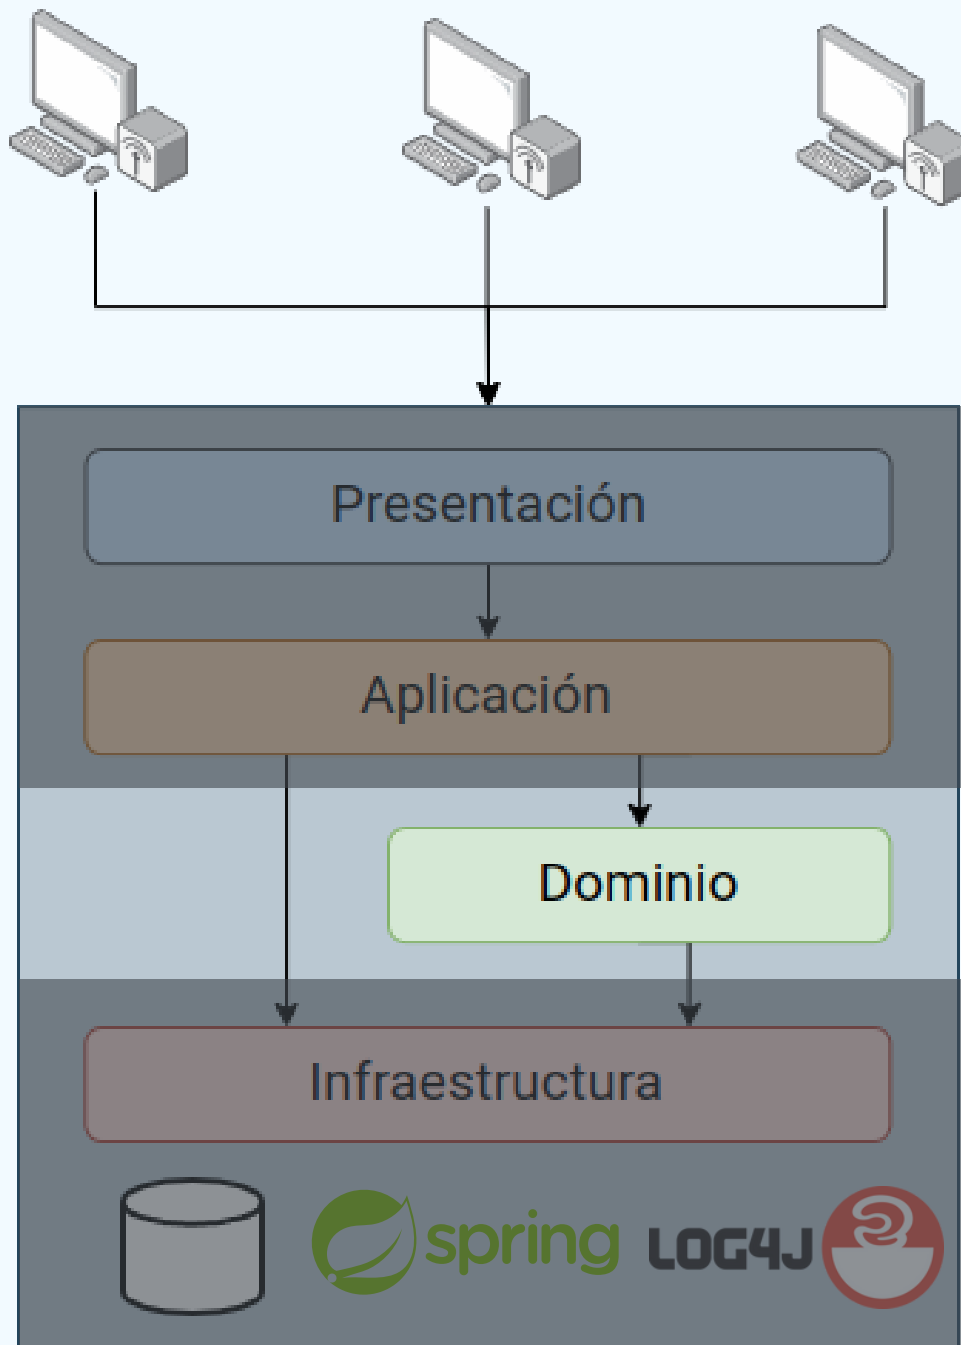 Presentación
Aplicación
Dominio
Infraestructura
spring LOG4J